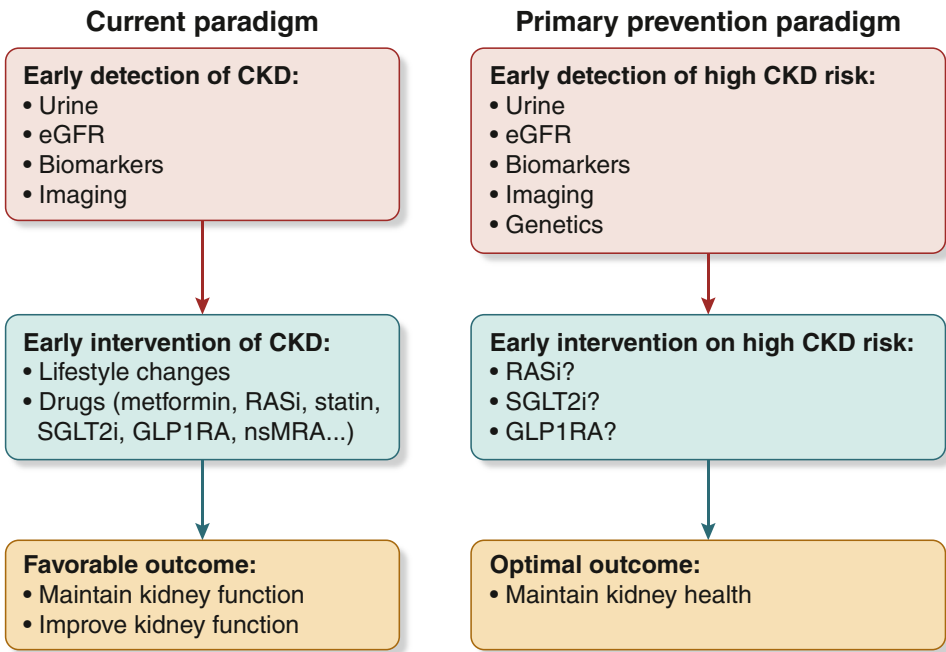 Current paradigm
Early detection of CKD:
• Urine
• eGFR
• Biomarkers
• Imaging
Early intervention of CKD:
• Lifestyle changes
• Drugs (metformin, RASi, statin,
SGLT2i, GLP1RA, nsMRA...)
Favorable outcome:
• Maintain kidney function
• Improve kidney function
Primary prevention paradigm
Early detection of high CKD risk:
• Urine
• eGFR
• Biomarkers
• Imaging
• Genetics
Early intervention on high CKD risk:
• RASi?
• SGLT2i?
• GLP1RA?
Optimal outcome:
• Maintain kidney health